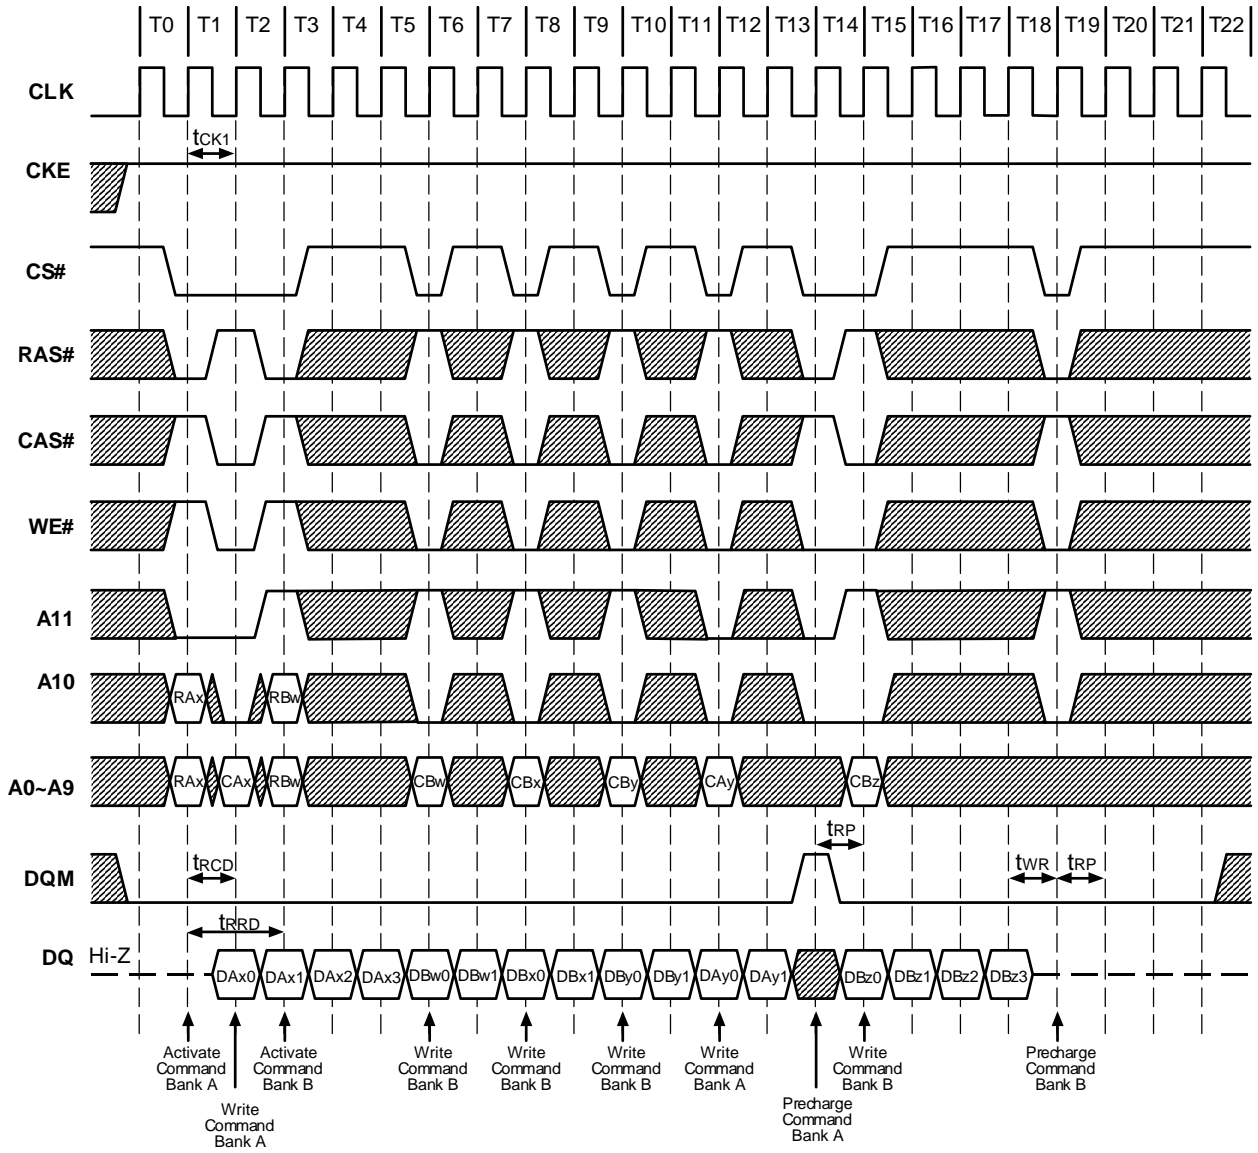 T0 T1 T2 T3 T4 T5 T6 T7 T8 T9 T10 T11 T12 T13 T14 T15 T16 T17 T18 T19 T20 T21 T22
CLK
tCK1
CKE
CS#
RAS#
CAS#
WE#
A11
A10
RAx RBw
A0~A9
RAx CAx RBw CBw CBx CBy CAy CBz
tRP
DQM
tRCD
tWR tRP
tRRD
DQ
Hi-Z
DAx0 DAx1 DAx2 DAx3 DBw0 DBw1 DBx0 DBx1 DBy0 DBy1 DAy0 DAy1 DBz0 DBz1 DBz2 DBz3
Activate
Command
Bank A
Write
Command
Bank A
Activate
Command
Bank B
Write
Command
Bank B
Write
Command
Bank B
Write
Command
Bank B
Write
Command
Bank A
Precharge
Command
Bank A
Write
Command
Bank B
Precharge
Command
Bank B